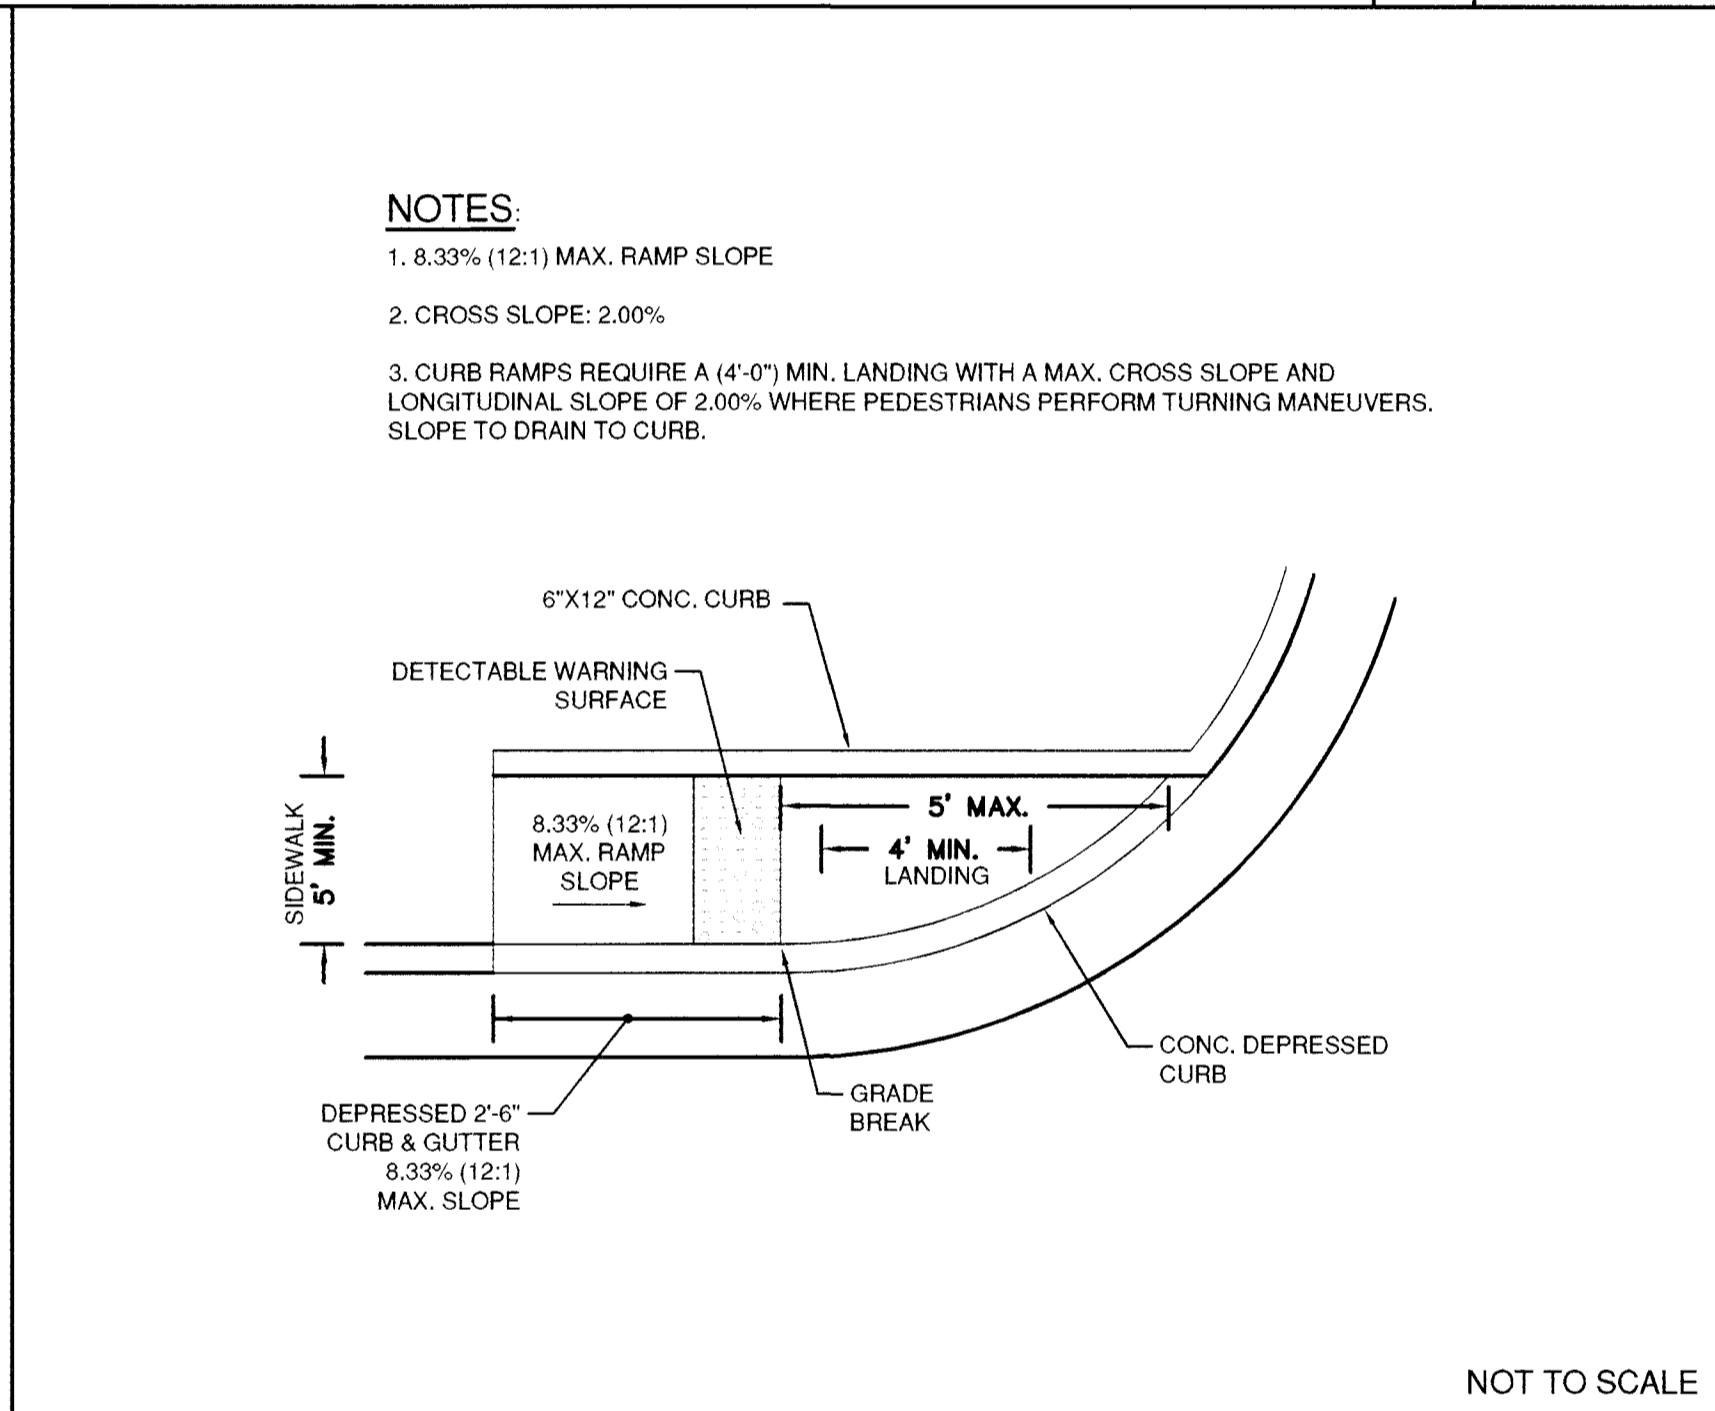 NOTES:
1. 8.33% (12:1) MAX. RAMP SLOPE
2. CROSS SLOPE: 2.00%
3. CURB RAMPS REQUIRE A (4'-0") MIN. LANDING WITH A MAX. CROSS SLOPE AND
LONGITUDINAL SLOPE OF 2.00% WHERE PEDESTRIANS PERFORM TURNING MANEUVERS.
SLOPE TO DRAIN TO CURB.
6"X12" CONC. CURB
DETECTABLE WARNING
SURFACE
SIDEWALK
5' MIN.
8.33% (12:1)
MAX. RAMP
SLOPE
5' MAX.
4' MIN.
LANDING
CONC. DEPRESSED
CURB
GRADE
BREAK
DEPRESSED 2'-6"
CURB & GUTTER
8.33% (12:1)
MAX. SLOPE
NOT TO SCALE